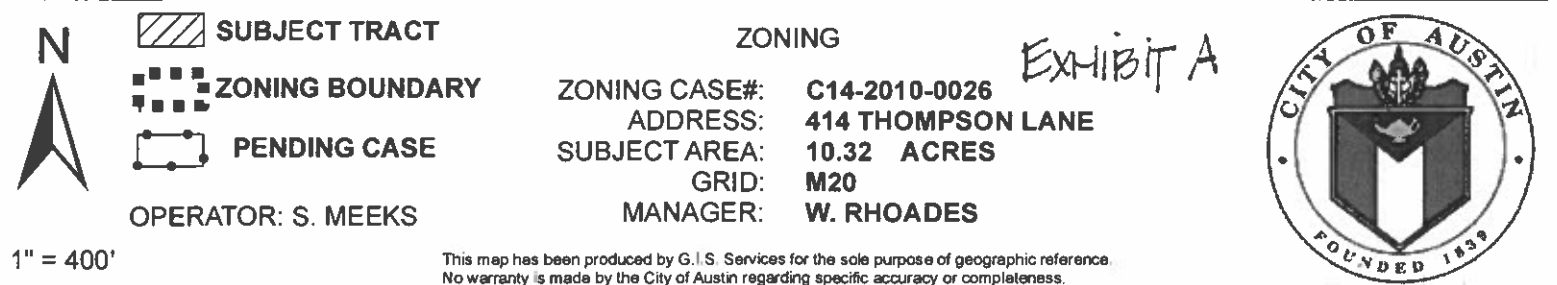 N
SUBJECT TRACT
ZONING BOUNDARY
PENDING CASE
OPERATOR: S. MEEKS
1" = 400'
ZONING
EXHIBIT A
ZONING CASE#: C14-2010-0026
ADDRESS: 414 THOMPSON LANE
SUBJECT AREA: 10.32 ACRES
GRID: M20
MANAGER: W. RHOADES
This map has been produced by G.I.S. Services for the sole purpose of geographic reference.
No warranty is made by the City of Austin regarding specific accuracy or completeness.
CITY OF AUSTIN
FOUNDED 1839